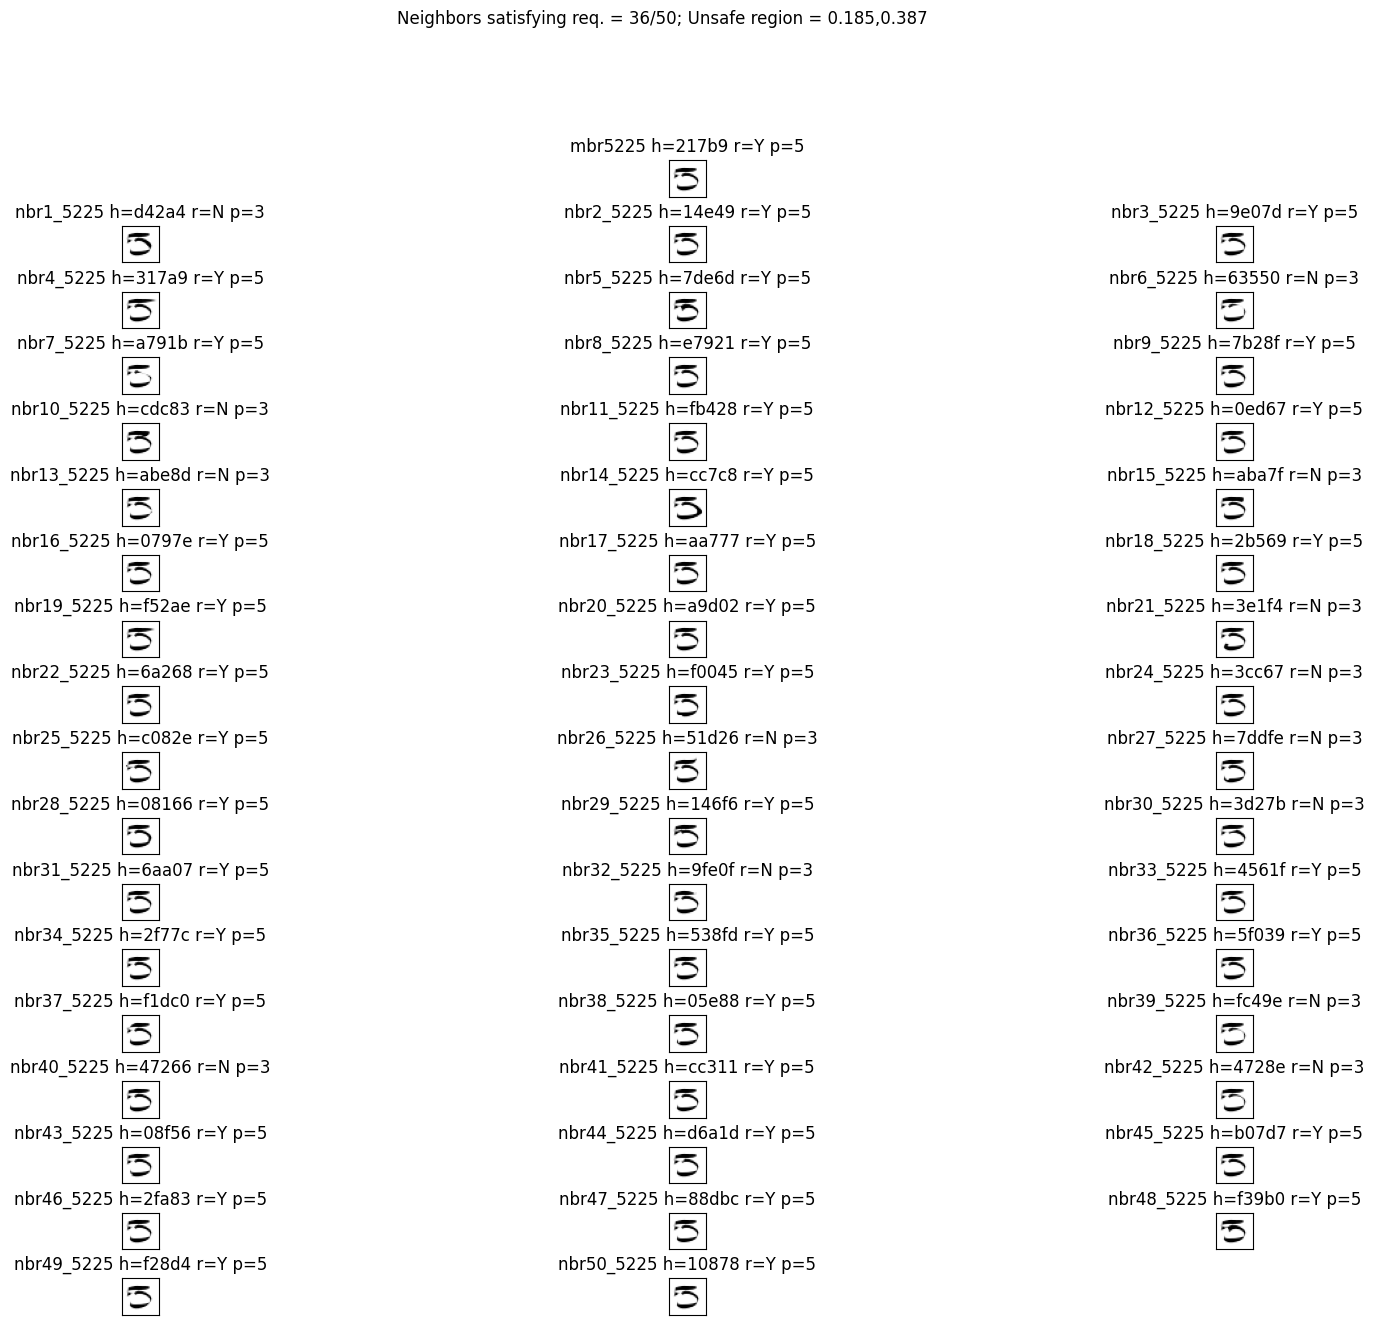 Neighbors satisfying req. = 36/50; Unsafe region = 0.185,0.387
mbr5225 h=217b9 r=Y p=5
nbr1_5225 h=d42a4 r=N p=3
nbr2_5225 h=14e49 r=Y p=5
nbr3_5225 h=9e07d r=Y p=5
nbr4_5225 h=317a9 r=Y p=5
nbr5_5225 h=7de6d r=Y p=5
nbr6_5225 h=63550 r=N p=3
nbr7_5225 h=a791b r=Y p=5
nbr8_5225 h=e7921 r=Y p=5
nbr9_5225 h=7b28f r=Y p=5
nbr10_5225 h=cdc83 r=N p=3
nbr11_5225 h=fb428 r=Y p=5
nbr12_5225 h=0ed67 r=Y p=5
nbr13_5225 h=abe8d r=N p=3
nbr14_5225 h=cc7c8 r=Y p=5
nbr15_5225 h=aba7f r=N p=3
nbr16_5225 h=0797e r=Y p=5
nbr17_5225 h=aa777 r=Y p=5
nbr18_5225 h=2b569 r=Y p=5
nbr19_5225 h=f52ae r=Y p=5
nbr20_5225 h=a9d02 r=Y p=5
nbr21_5225 h=3e1f4 r=N p=3
nbr22_5225 h=6a268 r=Y p=5
nbr23_5225 h=f0045 r=Y p=5
nbr24_5225 h=3cc67 r=N p=3
nbr25_5225 h=c082e r=Y p=5
nbr26_5225 h=51d26 r=N p=3
nbr27_5225 h=7ddfe r=N p=3
nbr28_5225 h=08166 r=Y p=5
nbr29_5225 h=146f6 r=Y p=5
nbr30_5225 h=3d27b r=N p=3
nbr31_5225 h=6aa07 r=Y p=5
nbr32_5225 h=9fe0f r=N p=3
nbr33_5225 h=4561f r=Y p=5
nbr34_5225 h=2f77c r=Y p=5
nbr35_5225 h=538fd r=Y p=5
nbr36_5225 h=5f039 r=Y p=5
nbr37_5225 h=f1dc0 r=Y p=5
nbr38_5225 h=05e88 r=Y p=5
nbr39_5225 h=fc49e r=N p=3
nbr40_5225 h=47266 r=N p=3
nbr41_5225 h=cc311 r=Y p=5
nbr42_5225 h=4728e r=N p=3
nbr43_5225 h=08f56 r=Y p=5
nbr44_5225 h=d6a1d r=Y p=5
nbr45_5225 h=b07d7 r=Y p=5
nbr46_5225 h=2fa83 r=Y p=5
nbr47_5225 h=88dbc r=Y p=5
nbr48_5225 h=f39b0 r=Y p=5
nbr49_5225 h=f28d4 r=Y p=5
nbr50_5225 h=10878 r=Y p=5